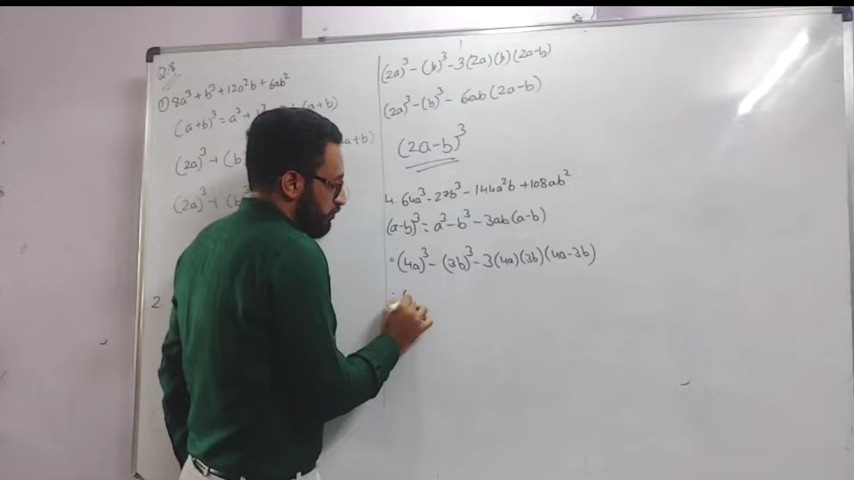 Q.8
① 8a³ + b³ + 12a²b + 6ab²
(a+b)³ = a³ + b³ a+b)
(2a)³ + (b a+b)
(2a)³ + (b
2.
(2a)³ - (b)³ - 3(2a)(b)(2a-b)
(2a)³ - (b)³ - 6ab(2a-b)
(2a-b)³
4. 64a³ - 27b³ - 144a²b + 108ab²
(a-b)³ = a³ - b³ - 3ab(a-b)
= (4a)³ - (3b)³ - 3(4a)(3b)(4a-3b)
= (